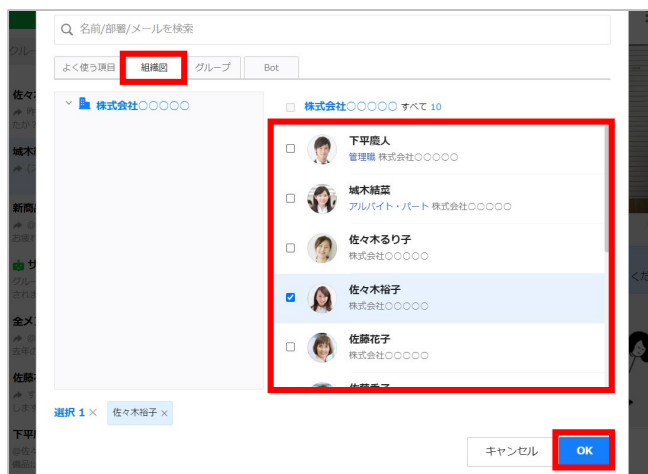 名前/部署/メールを検索
よく使う項目 組織図 グループ Bot
株式会社〇〇〇〇〇
株式会社〇〇〇〇〇 すべて 10
下平慶人
管理職 株式会社〇〇〇〇〇
城木結菜
アルバイト・パート 株式会社〇〇〇〇〇
佐々木るり子
株式会社〇〇〇〇〇
佐々木裕子
株式会社〇〇〇〇〇
佐藤花子
株式会社〇〇〇〇〇
選択 1 ×
佐々木裕子 ×
キャンセル OK